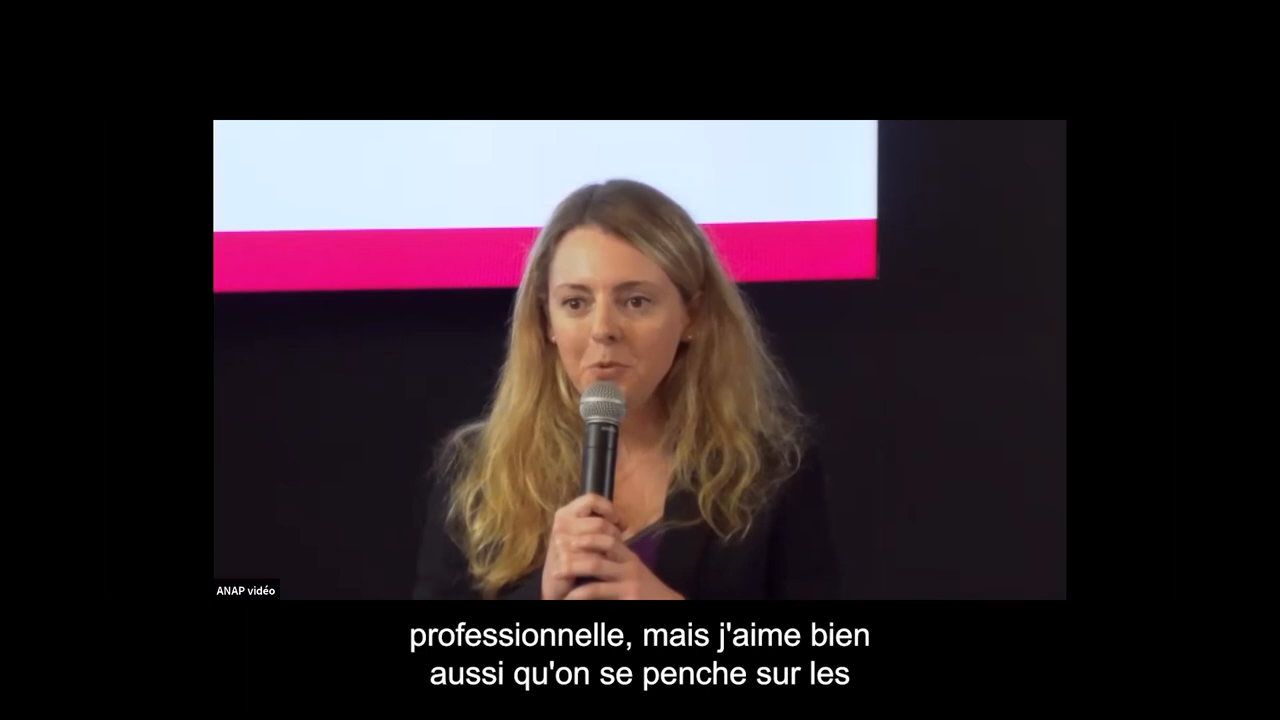 ANAP vidéo
professionnelle, mais j'aime bien
aussi qu'on se penche sur les